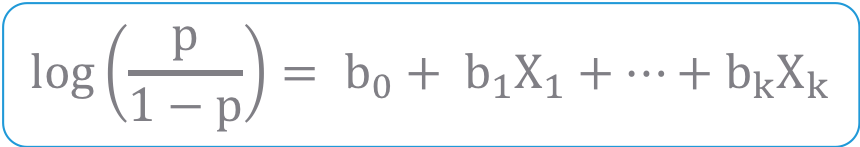 log(p/(1 − p)) = b₀ + b₁X₁ + ⋯ + bₖXₖ